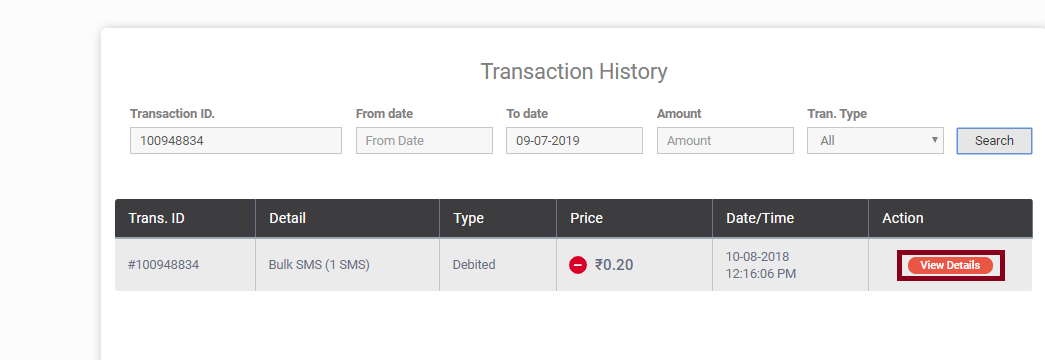 Transaction History
Transaction ID. From date To date Amount Tran. Type
100948834 From Date 09-07-2019 Amount All Search
Trans. ID Detail Type Price Date/Time Action
#100948834 Bulk SMS (1 SMS) Debited ₹0.20 10-08-2018 View Details
12:16:06 PM